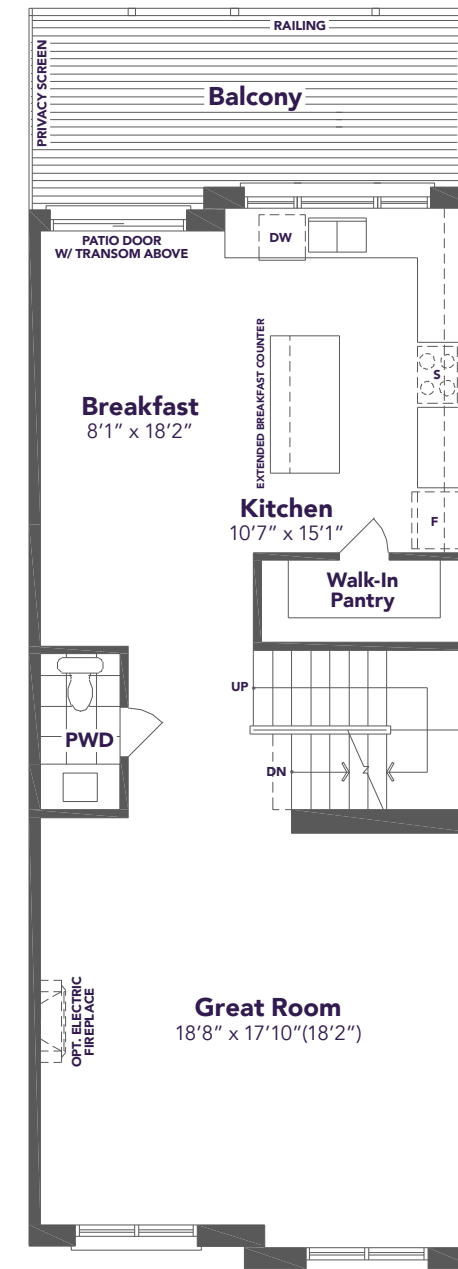 RAILING
PRIVACY SCREEN
Balcony
PATIO DOOR
W/ TRANSOM ABOVE
DW
EXTENDED BREAKFAST COUNTER
S
Breakfast
8’1” x 18’2”
Kitchen
10’7” x 15’1”
F
Walk-In
Pantry
UP
PWD
DN
Z
OPT. ELECTRIC
FIREPLACE
Great Room
18’8” x 17’10”(18’2”)